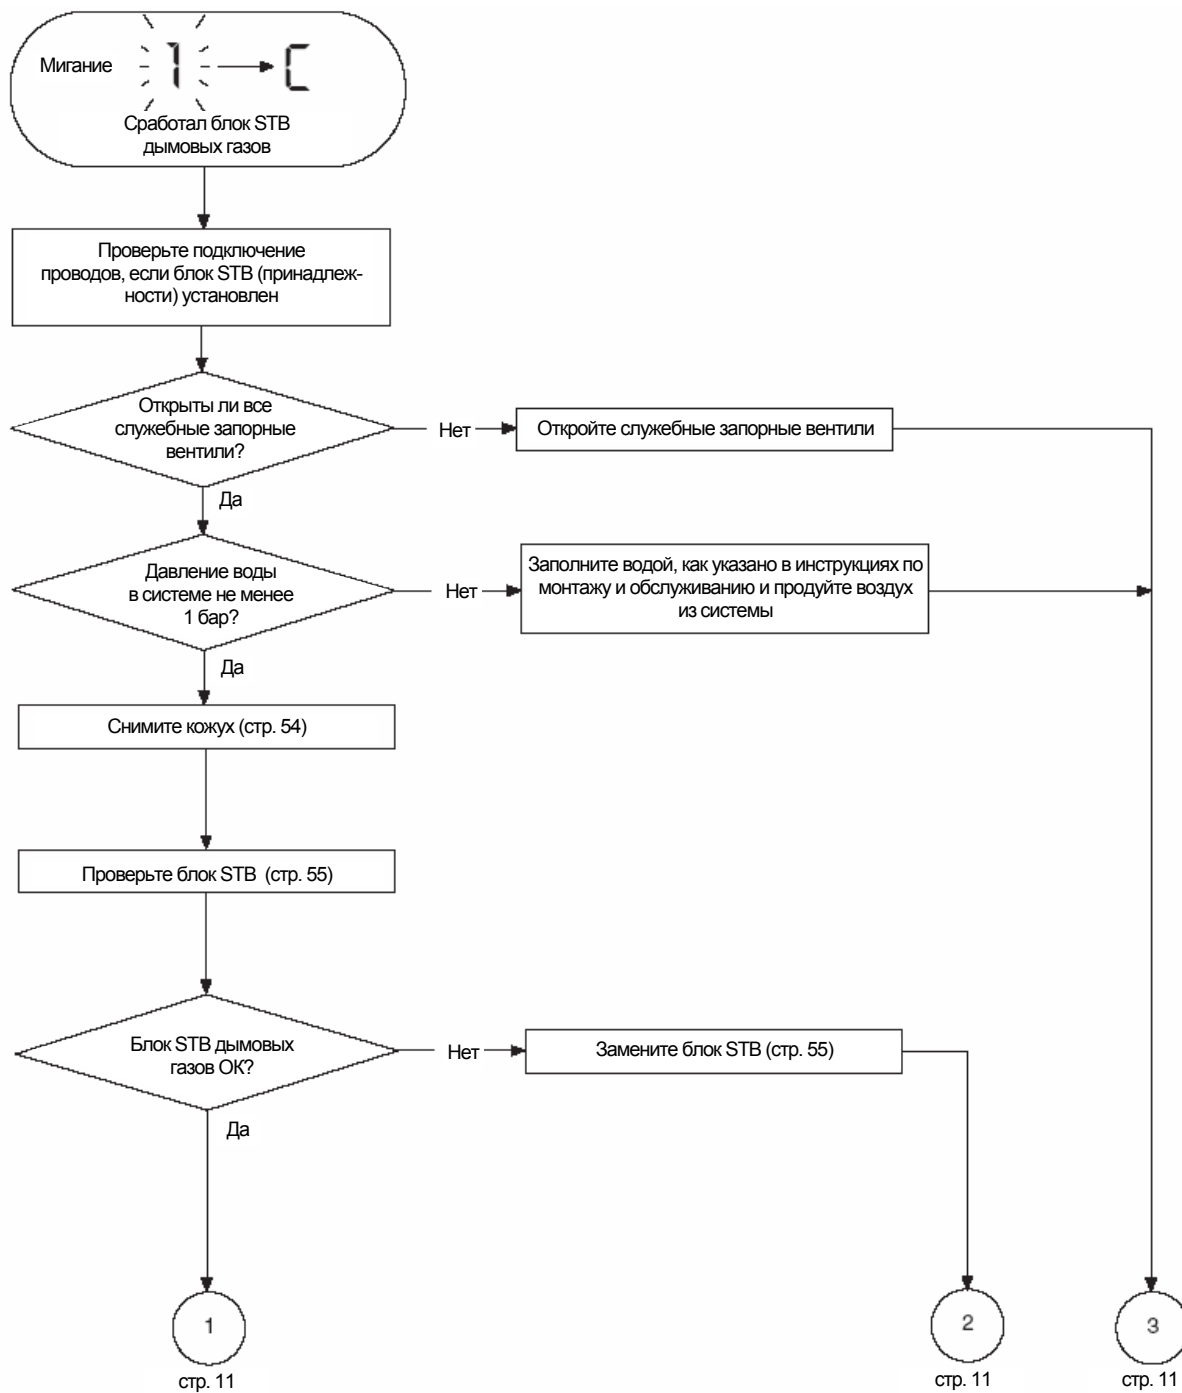 Мигание 1 C
Сработал блок STB
дымовых газов
Проверьте подключение
проводов, если блок STB (принадлеж-
ности) установлен
Открыты ли все
служебные запорные
вентили?
Нет
Откройте служебные запорные вентили
Да
Давление воды
в системе не менее
1 бар?
Нет
Заполните водой, как указано в инструкциях по
монтажу и обслуживанию и продуйте воздух
из системы
Да
Снимите кожух (стр. 54)
Проверьте блок STB (стр. 55)
Блок STB дымовых
газов ОК?
Нет
Замените блок STB (стр. 55)
Да
1
стр. 11
2
стр. 11
3
стр. 11